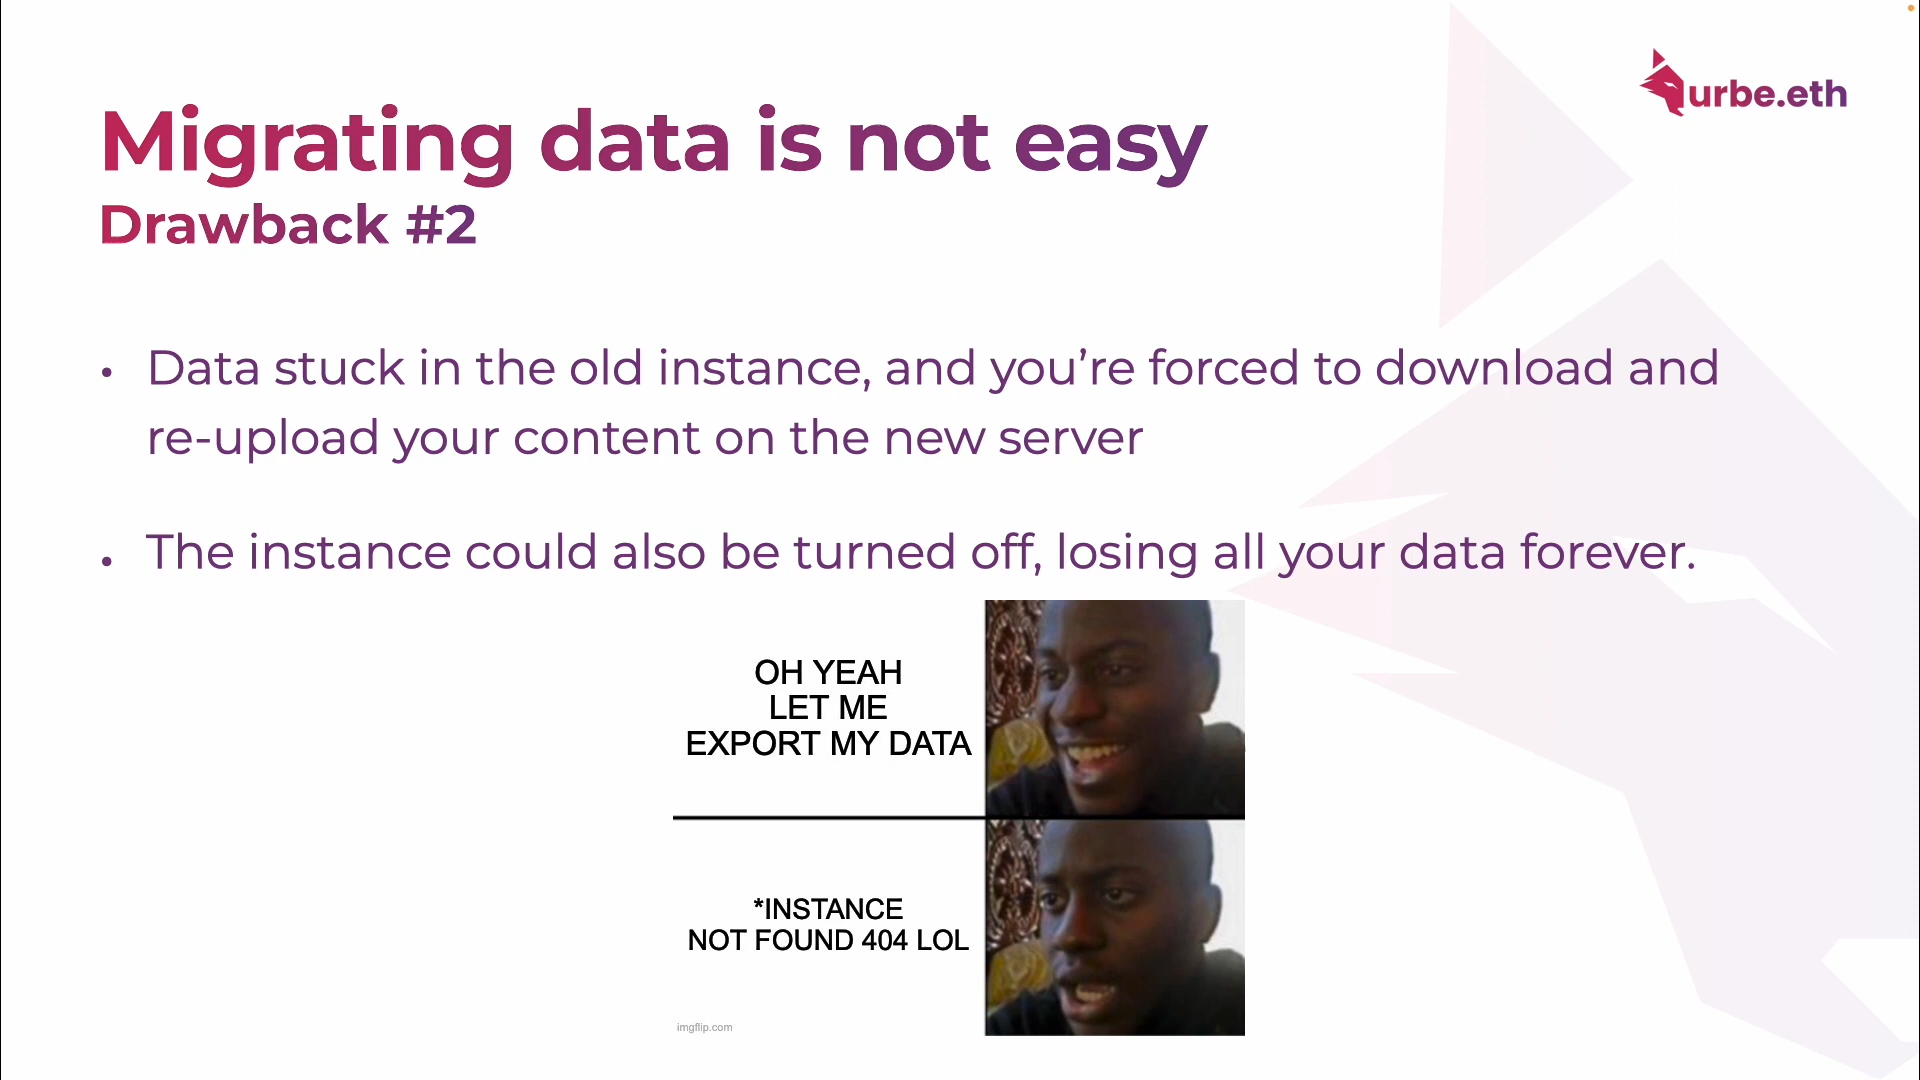 urbe.eth
Migrating data is not easy
Drawback #2
• Data stuck in the old instance, and you’re forced to download and
re-upload your content on the new server
• The instance could also be turned off, losing all your data forever.
OH YEAH
LET ME
EXPORT MY DATA
*INSTANCE
NOT FOUND 404 LOL
imgflip.com